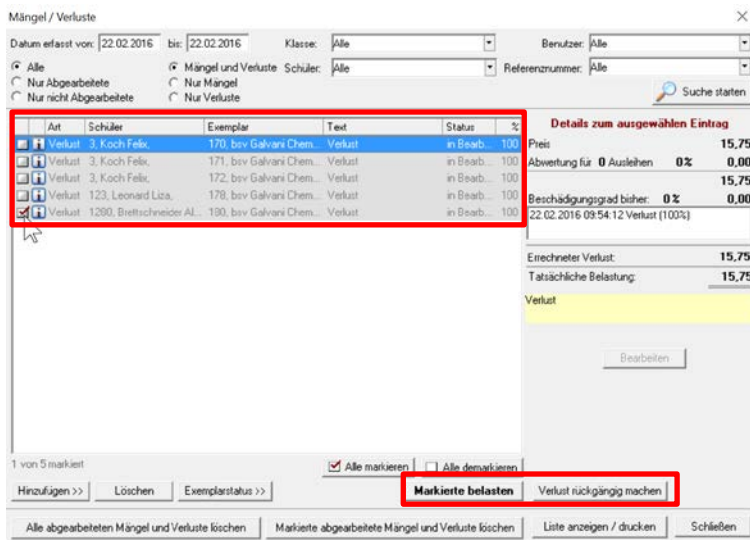 Mängel / Verluste
Datum erfasst von: 22.02.2016 bis: 22.02.2016 Klasse: Alle Benutzer: Alle
Alle Mängel und Verluste Schüler: Alle Referenznummer: Alle
Nur Abgearbeitete Nur Mängel
Nur nicht Abgearbeitete Nur Verluste Suche starten
Art Schüler Exemplar Text Status %
Verlust 3, Koch Felix, 170, bsv Galvani Chem... Verlust in Bearb... 100
Verlust 3, Koch Felix, 171, bsv Galvani Chem... Verlust in Bearb... 100
Verlust 3, Koch Felix, 172, bsv Galvani Chem... Verlust in Bearb... 100
Verlust 123, Leonard Liza, 178, bsv Galvani Chem... Verlust in Bearb... 100
Verlust 1280, Brettschneider Al... 180, bsv Galvani Chem... Verlust in Bearb... 100
Details zum ausgewählen Eintrag
Preis 15,75
Abwertung für 0 Ausleihen 0% 0,00
15,75
Beschädigungsgrad bisher: 0% 0,00
22.02.2016 09:54:12 Verlust (100%)
Errechneter Verlust: 15,75
Tatsächliche Belastung: 15,75
Verlust
Bearbeiten
1 von 5 markiert Alle markieren Alle demarkieren
Hinzufügen >> Löschen Exemplarstatus >> Markierte belasten Verlust rückgängig machen
Alle abgearbeiteten Mängel und Verluste löschen Markierte abgearbeitete Mängel und Verluste löschen Liste anzeigen / drucken Schließen